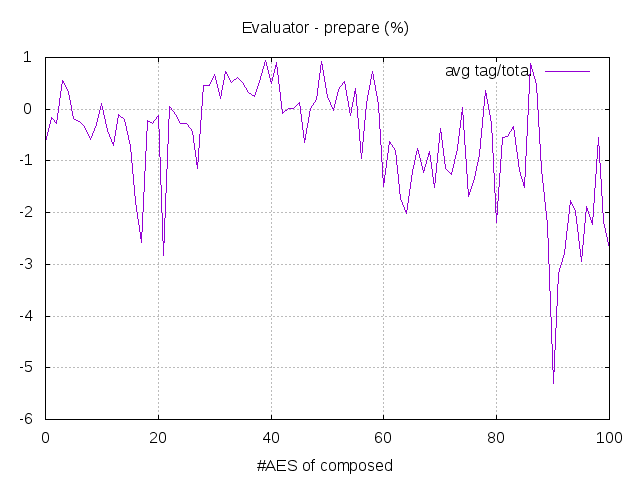 Evaluator - prepare (%)
avg tag/total
1
0
-1
-2
-3
-4
-5
-6
0 20 40 60 80 100
#AES of composed